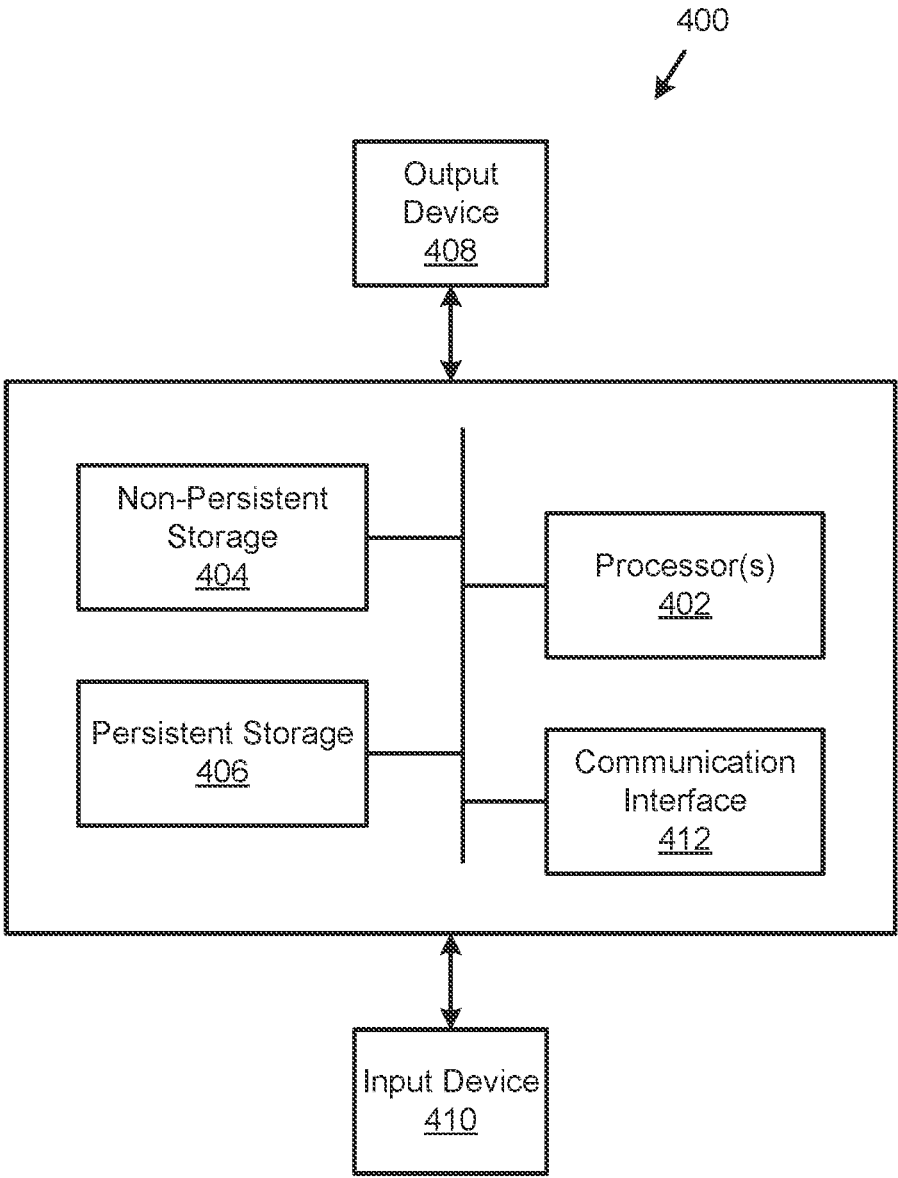 400
Output
Device
408
Non-Persistent
Storage
404
Processor(s)
402
Persistent Storage
406
Communication
Interface
412
Input Device
410